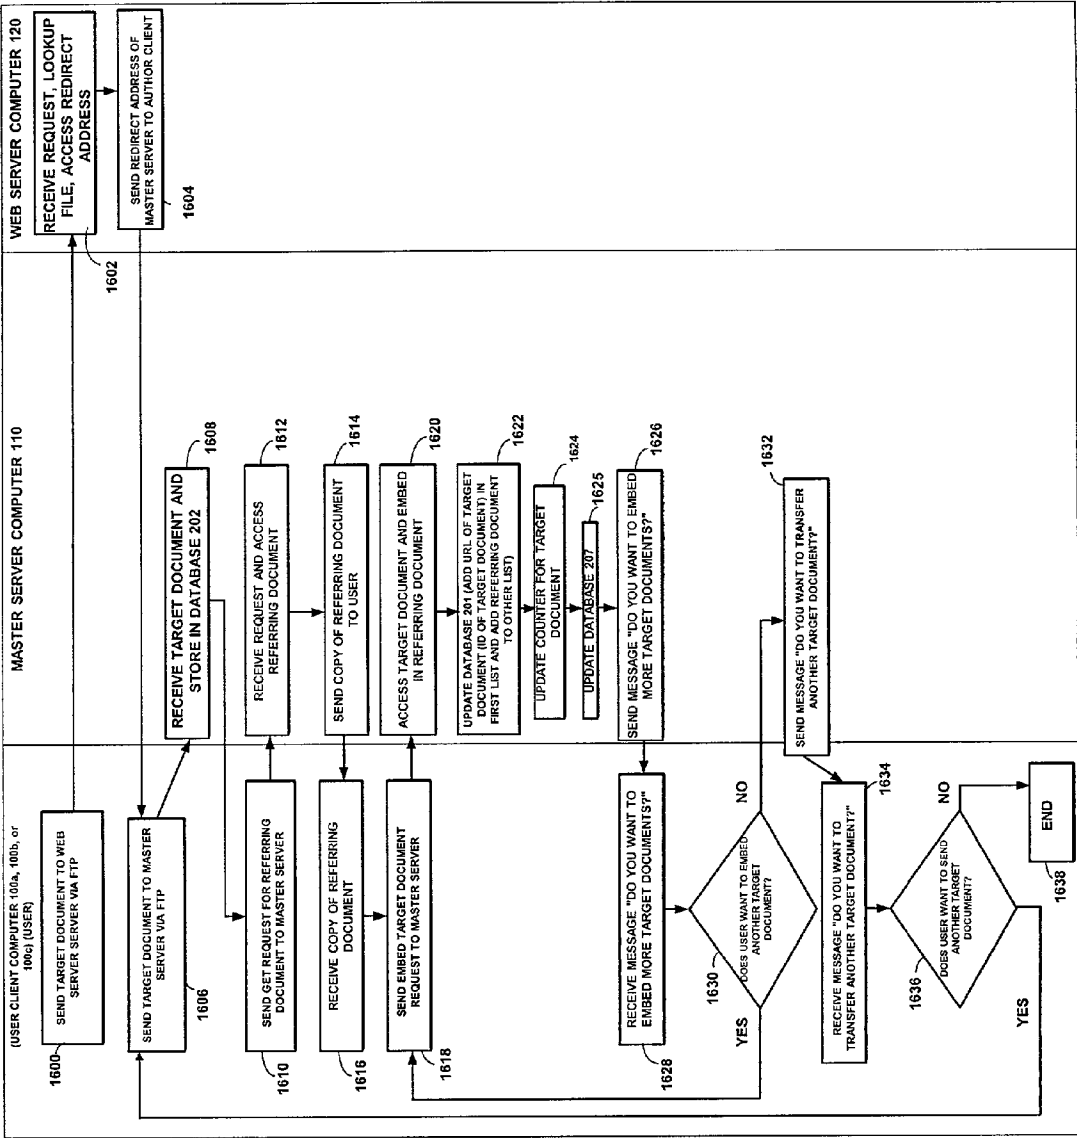 (USER CLIENT COMPUTER 100a, 100b, or
100c) (USER)
MASTER SERVER COMPUTER 110
WEB SERVER COMPUTER 120
SEND TARGET DOCUMENT TO WEB
SERVER SERVER VIA FTP
1600
RECEIVE REQUEST, LOOKUP
FILE, ACCESS REDIRECT
ADDRESS
1602
SEND REDIRECT ADDRESS OF
MASTER SERVER TO AUTHOR CLIENT
1604
SEND TARGET DOCUMENT TO MASTER
SERVER VIA FTP
1606
RECEIVE TARGET DOCUMENT AND
STORE IN DATABASE 202
1608
SEND GET REQUEST FOR REFERRING
DOCUMENT TO MASTER SERVER
1610
RECEIVE REQUEST AND ACCESS
REFERRING DOCUMENT
1612
SEND COPY OF REFERRING DOCUMENT
TO USER
1614
RECEIVE COPY OF REFERRING
DOCUMENT
1616
SEND EMBED TARGET DOCUMENT
REQUEST TO MASTER SERVER
1618
ACCESS TARGET DOCUMENT AND EMBED
IN REFERRING DOCUMENT
1620
UPDATE DATABASE 201 (ADD URL OF TARGET
DOCUMENT (ID OF TARGET DOCUMENT) IN
FIRST LIST AND ADD REFERRING DOCUMENT
TO OTHER LIST)
1622
UPDATE COUNTER FOR TARGET
DOCUMENT
1624
UPDATE DATABASE 207
1625
SEND MESSAGE "DO YOU WANT TO EMBED
MORE TARGET DOCUMENTS?"
1626
RECEIVE MESSAGE "DO YOU WANT TO
EMBED MORE TARGET DOCUMENTS?"
1628
DOES USER WANT TO EMBED
ANOTHER TARGET
DOCUMENT?
1630
YES
NO
SEND MESSAGE "DO YOU WANT TO TRANSFER
ANOTHER TARGET DOCUMENT?"
1632
RECEIVE MESSAGE "DO YOU WANT TO
TRANSFER ANOTHER TARGET DOCUMENT?"
1634
DOES USER WANT TO SEND
ANOTHER TARGET
DOCUMENT?
1636
YES
NO
END
1638